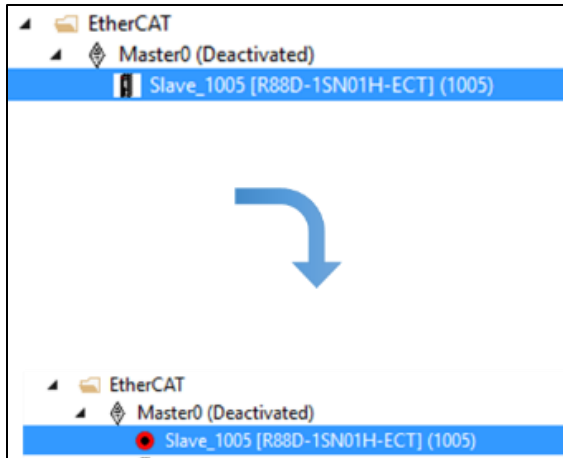 EtherCAT
Master0 (Deactivated)
Slave_1005 [R88D-1SN01H-ECT] (1005)
EtherCAT
Master0 (Deactivated)
Slave_1005 [R88D-1SN01H-ECT] (1005)